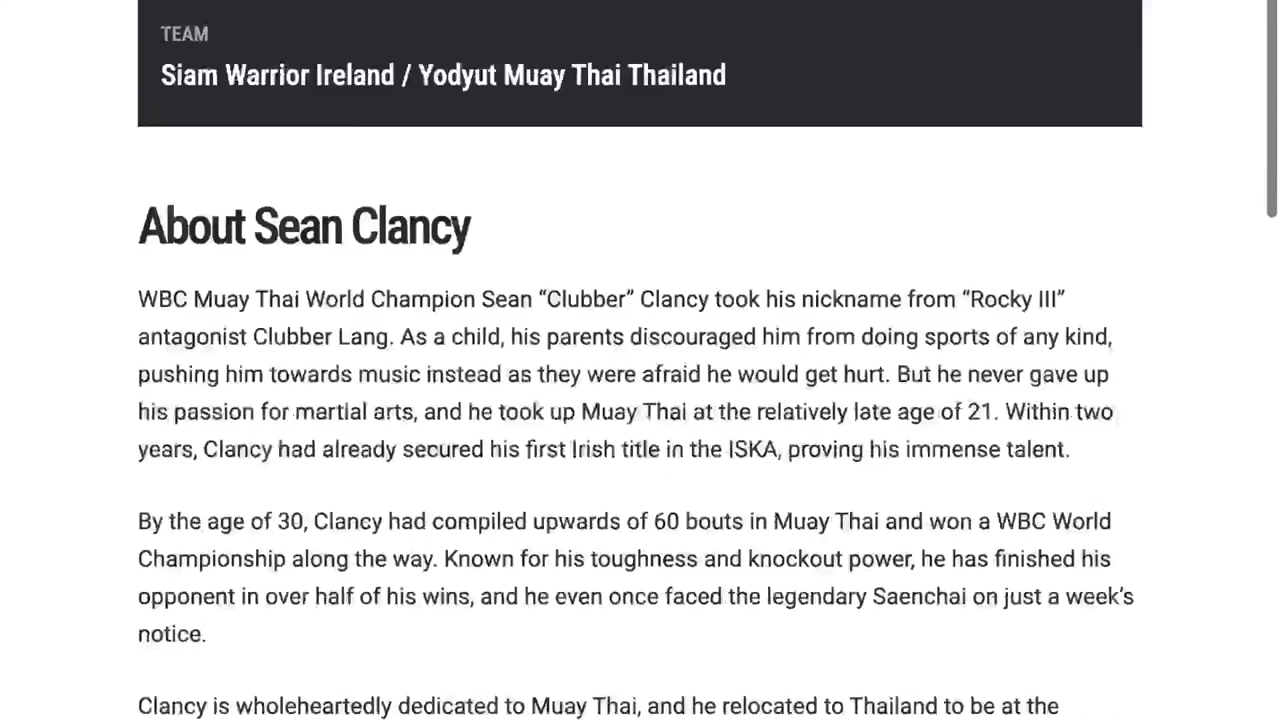 TEAM
Siam Warrior Ireland / Yodyut Muay Thai Thailand
About Sean Clancy
WBC Muay Thai World Champion Sean “Clubber” Clancy took his nickname from “Rocky III”
antagonist Clubber Lang. As a child, his parents discouraged him from doing sports of any kind,
pushing him towards music instead as they were afraid he would get hurt. But he never gave up
his passion for martial arts, and he took up Muay Thai at the relatively late age of 21. Within two
years, Clancy had already secured his first Irish title in the ISKA, proving his immense talent.
By the age of 30, Clancy had compiled upwards of 60 bouts in Muay Thai and won a WBC World
Championship along the way. Known for his toughness and knockout power, he has finished his
opponent in over half of his wins, and he even once faced the legendary Saenchai on just a week’s
notice.
Clancy is wholeheartedly dedicated to Muay Thai, and he relocated to Thailand to be at the